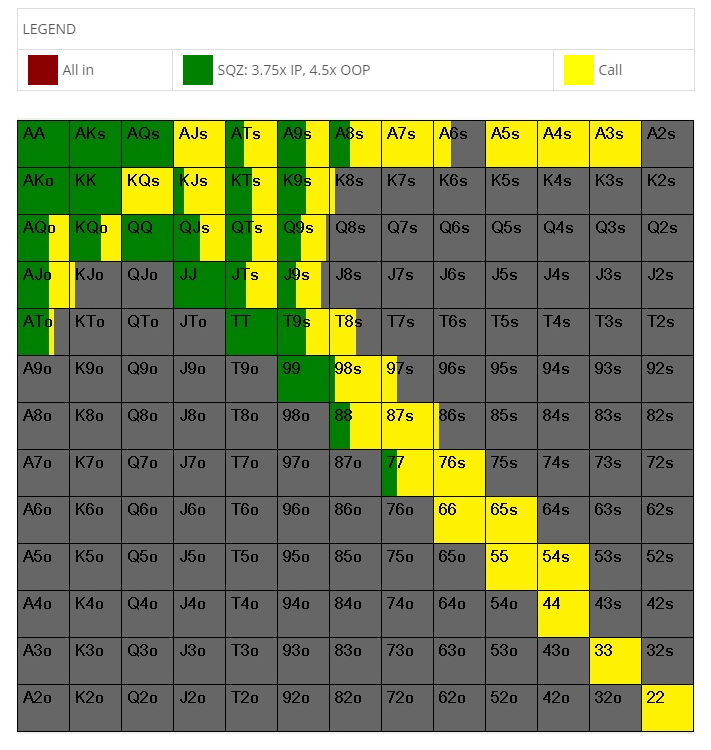 LEGEND
All in SQZ: 3.75x IP, 4.5x OOP Call
AA AKs AQs AJs ATs A9s A8s A7s A6s A5s A4s A3s A2s
AKo KK KQs KJs KTs K9s K8s K7s K6s K5s K4s K3s K2s
AQo KQo QQ QJs QTs Q9s Q8s Q7s Q6s Q5s Q4s Q3s Q2s
AJo KJo QJo JJ JTs J9s J8s J7s J6s J5s J4s J3s J2s
ATo KTo QTo JTo TT T9s T8s T7s T6s T5s T4s T3s T2s
A9o K9o Q9o J9o T9o 99 98s 97s 96s 95s 94s 93s 92s
A8o K8o Q8o J8o T8o 98o 88 87s 86s 85s 84s 83s 82s
A7o K7o Q7o J7o T7o 97o 87o 77 76s 75s 74s 73s 72s
A6o K6o Q6o J6o T6o 96o 86o 76o 66 65s 64s 63s 62s
A5o K5o Q5o J5o T5o 95o 85o 75o 65o 55 54s 53s 52s
A4o K4o Q4o J4o T4o 94o 84o 74o 64o 54o 44 43s 42s
A3o K3o Q3o J3o T3o 93o 83o 73o 63o 53o 43o 33 32s
A2o K2o Q2o J2o T2o 92o 82o 72o 62o 52o 42o 32o 22